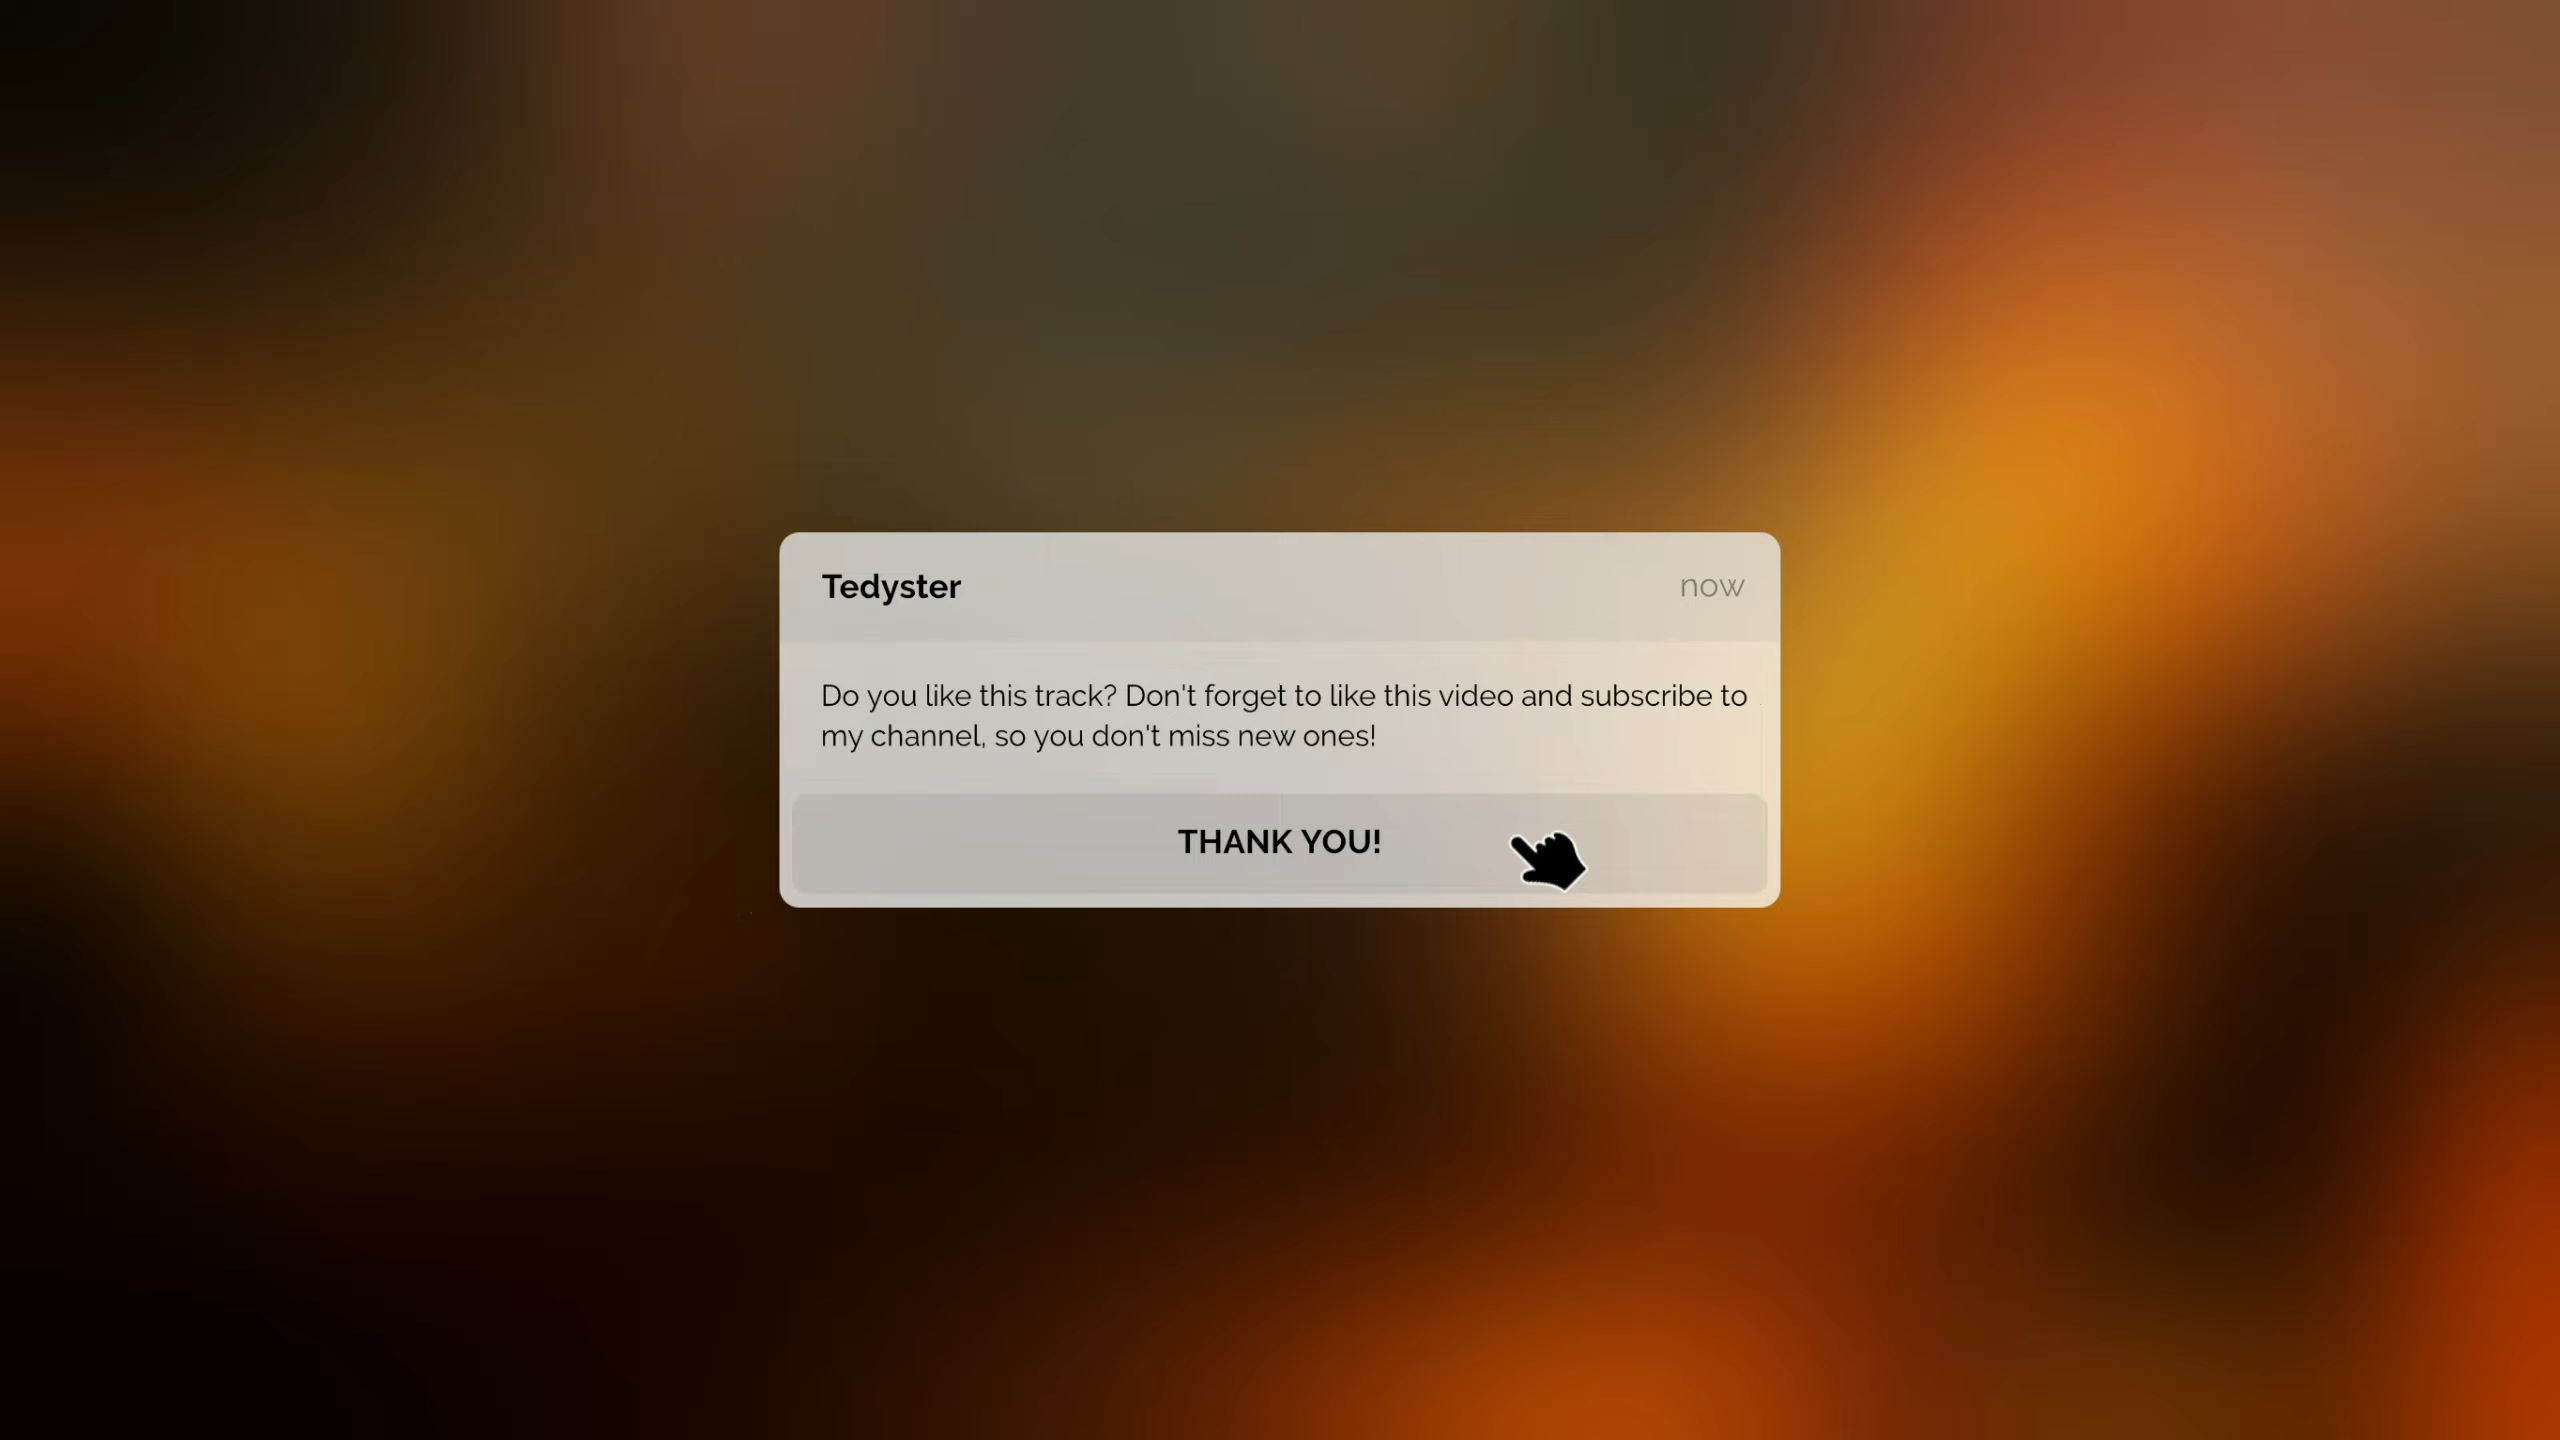 Tedyster
now
Do you like this track? Don't forget to like this video and subscribe to
my channel, so you don't miss new ones!
THANK YOU!